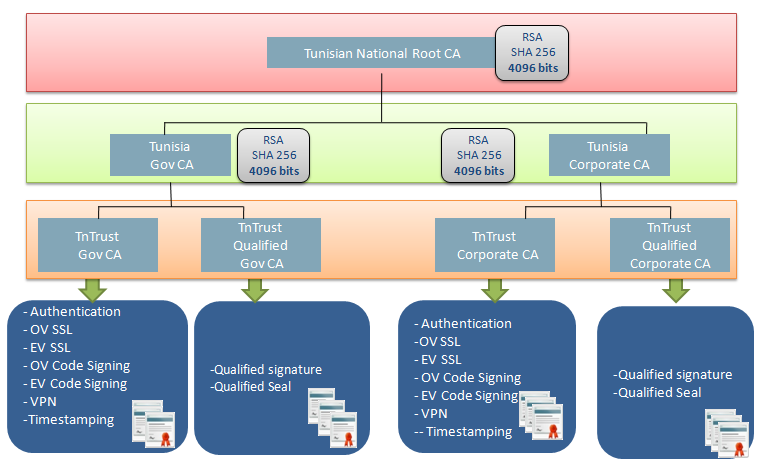 Tunisian National Root CA
RSA
SHA 256
4096 bits
Tunisia
Gov CA
RSA
SHA 256
4096 bits
RSA
SHA 256
4096 bits
Tunisia
Corporate CA
TnTrust
Gov CA
TnTrust
Qualified
Gov CA
TnTrust
Corporate CA
TnTrust
Qualified
Corporate CA
- Authentication
- OV SSL
- EV SSL
- OV Code Signing
- EV Code Signing
- VPN
-Timestamping
-Qualified signature
-Qualified Seal
- Authentication
-OV SSL
- EV SSL
- OV Code Signing
- EV Code Signing
- VPN
-- Timestamping
-Qualified signature
-Qualified Seal